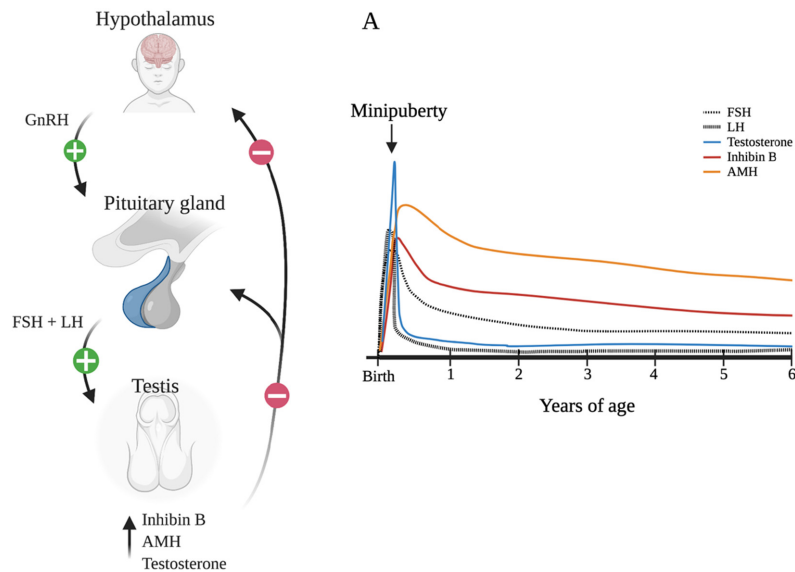 Hypothalamus
GnRH
Pituitary gland
FSH + LH
Testis
Inhibin B
AMH
Testosterone
A
Minipuberty
FSH
LH
Testosterone
Inhibin B
AMH
Birth 1 2 3 4 5 6
Years of age